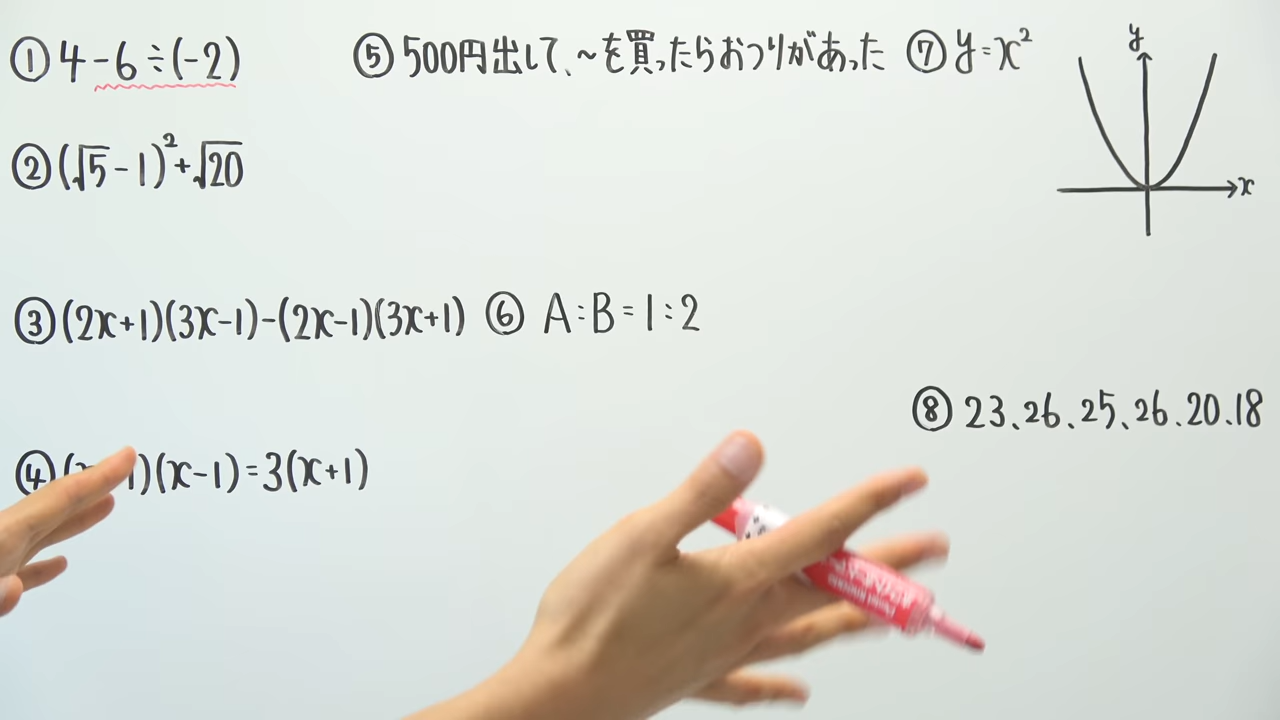 ① 4-6÷(-2)
② (√5-1)²+√20
③ (2x+1)(3x-1)-(2x-1)(3x+1)
④ )(x-1)=3(x+1)
⑤ 500円出して、~を買ったらおつりがあった
⑥ A:B=1:2
⑦ y=x²
y
x
⑧ 23、26、25、26、20、18